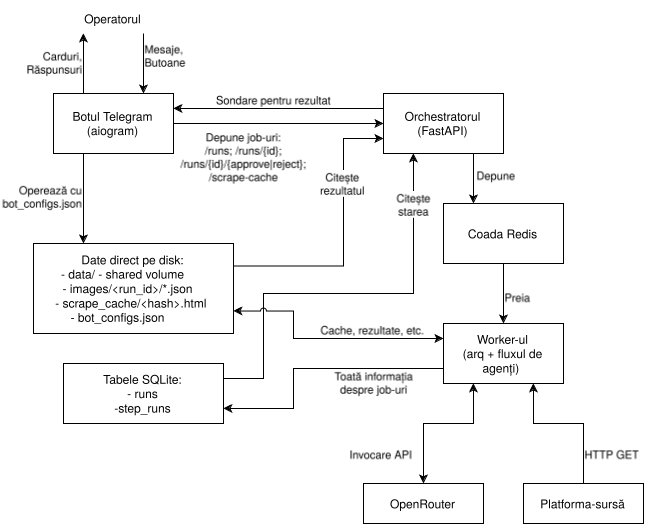 Operatorul
Carduri,
Răspunsuri
Mesaje,
Butoane
Botul Telegram
(aiogram)
Sondare pentru rezultat
Orchestratorul
(FastAPI)
Depune job-uri:
/runs; /runs/{id};
/runs/{id}/{approve|reject};
/scrape-cache
Citește
rezultatul
Citește
starea
Depune
Operează cu
bot_configs.json
Coada Redis
Date direct pe disk:
- data/ - shared volume
- images/<run_id>/*.json
- scrape_cache/<hash>.html
- bot_configs.json
Preia
Cache, rezultate, etc.
Worker-ul
(arq + fluxul de
agenți)
Tabele SQLite:
- runs
-step_runs
Toată informația
despre job-uri
Invocare API
HTTP GET
OpenRouter
Platforma-sursă